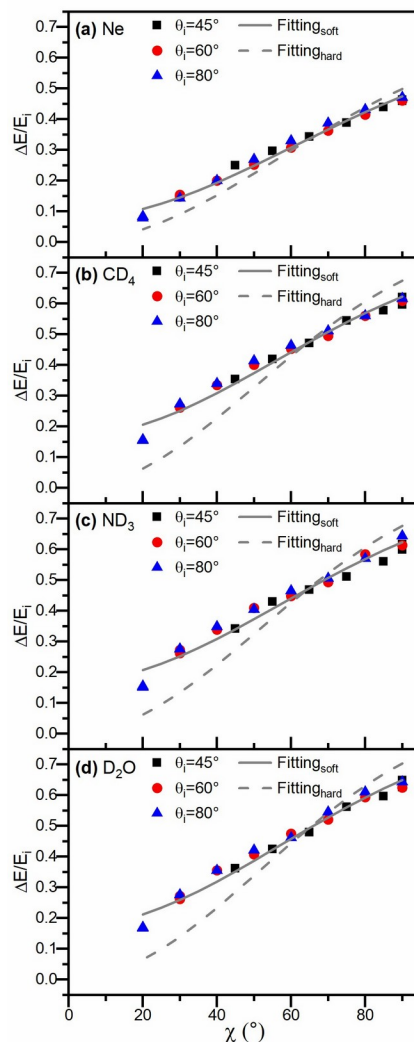 0.7
(a) Ne
θi=45°
Fittingsoft
0.6
θi=60°
Fittinghard
0.5
θi=80°
0.4
0.3
0.2
0.1
0.0
ΔE/Ei
0.7
(b) CD4
θi=45°
Fittingsoft
0.6
θi=60°
Fittinghard
0.5
θi=80°
0.4
0.3
0.2
0.1
0.0
ΔE/Ei
0.7
(c) ND3
θi=45°
Fittingsoft
0.6
θi=60°
Fittinghard
0.5
θi=80°
0.4
0.3
0.2
0.1
0.0
ΔE/Ei
0.7
(d) D2O
θi=45°
Fittingsoft
0.6
θi=60°
Fittinghard
0.5
θi=80°
0.4
0.3
0.2
0.1
0.0
ΔE/Ei
0 20 40 60 80
χ (°)